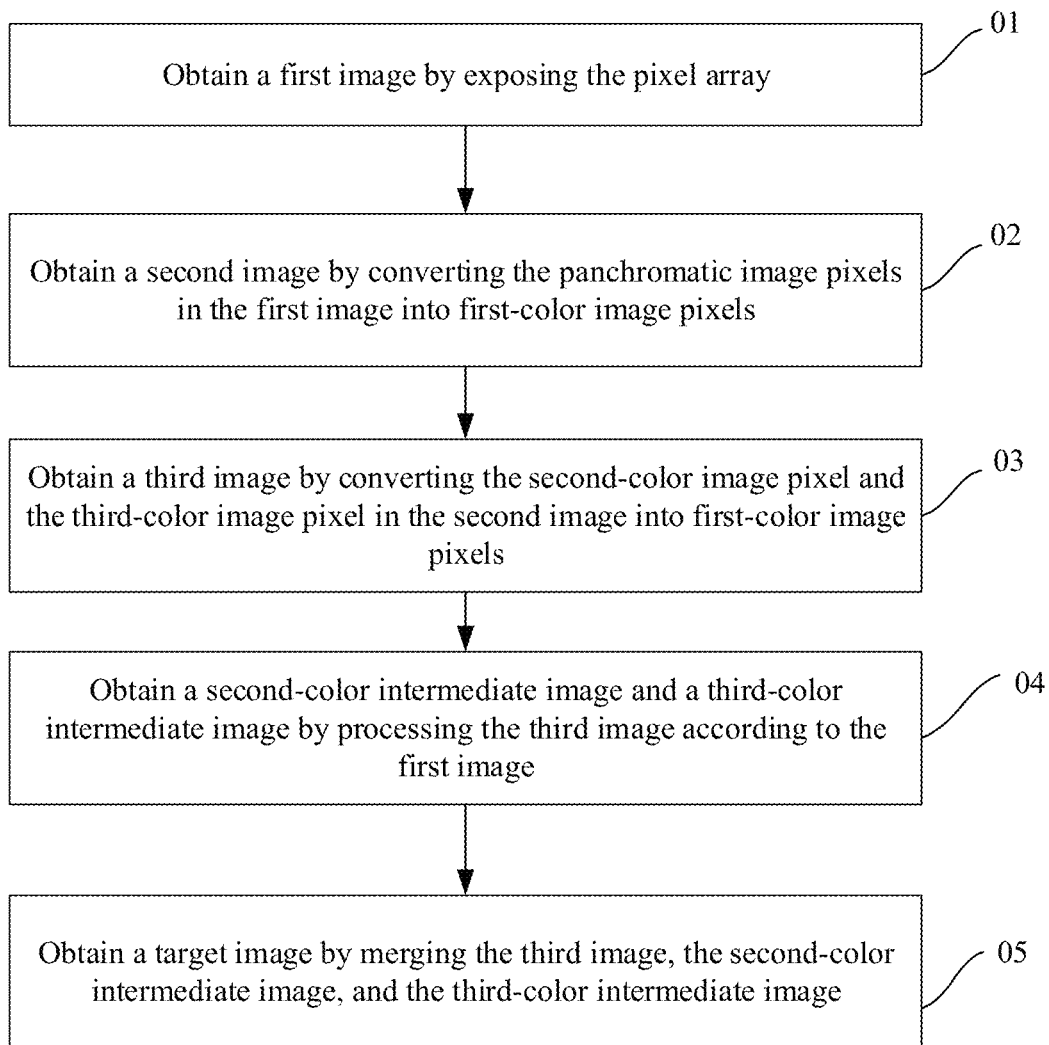 01
Obtain a first image by exposing the pixel array
02
Obtain a second image by converting the panchromatic image pixels
in the first image into first-color image pixels
03
Obtain a third image by converting the second-color image pixel and
the third-color image pixel in the second image into first-color image
pixels
04
Obtain a second-color intermediate image and a third-color
intermediate image by processing the third image according to the
first image
05
Obtain a target image by merging the third image, the second-color
intermediate image, and the third-color intermediate image